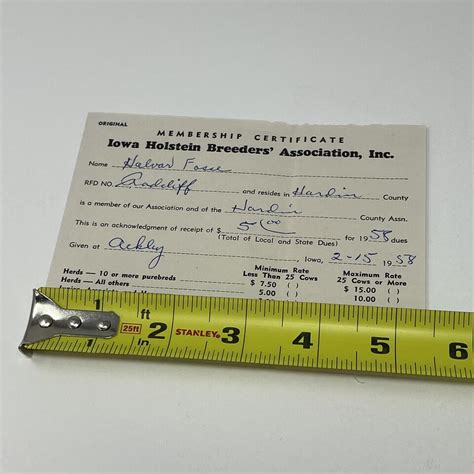 ORIGINAL
MEMBERSHIP CERTIFICATE
Iowa Holstein Breeders' Association, Inc.
Name Halvar Fosse
RFD NO. Radcliff and resides in Hardin County
is a member of our Association and of the Hardin County Assn.
This is an acknowledgment of receipt of $ 5 00 for 1958 dues
(Total of Local and State Dues)
Given at Ackley, Iowa, 2-15 1958
Minimum Rate Maximum Rate
Less Than 25 Cows 25 Cows or More
Herds — 10 or more purebreds $ 7.50 ( ) $ 15.00 ( )
Herds — All others 5.00 ( ) 10.00 ( )
1 ft 25ft in 2 STANLEY® 3 4 5 6